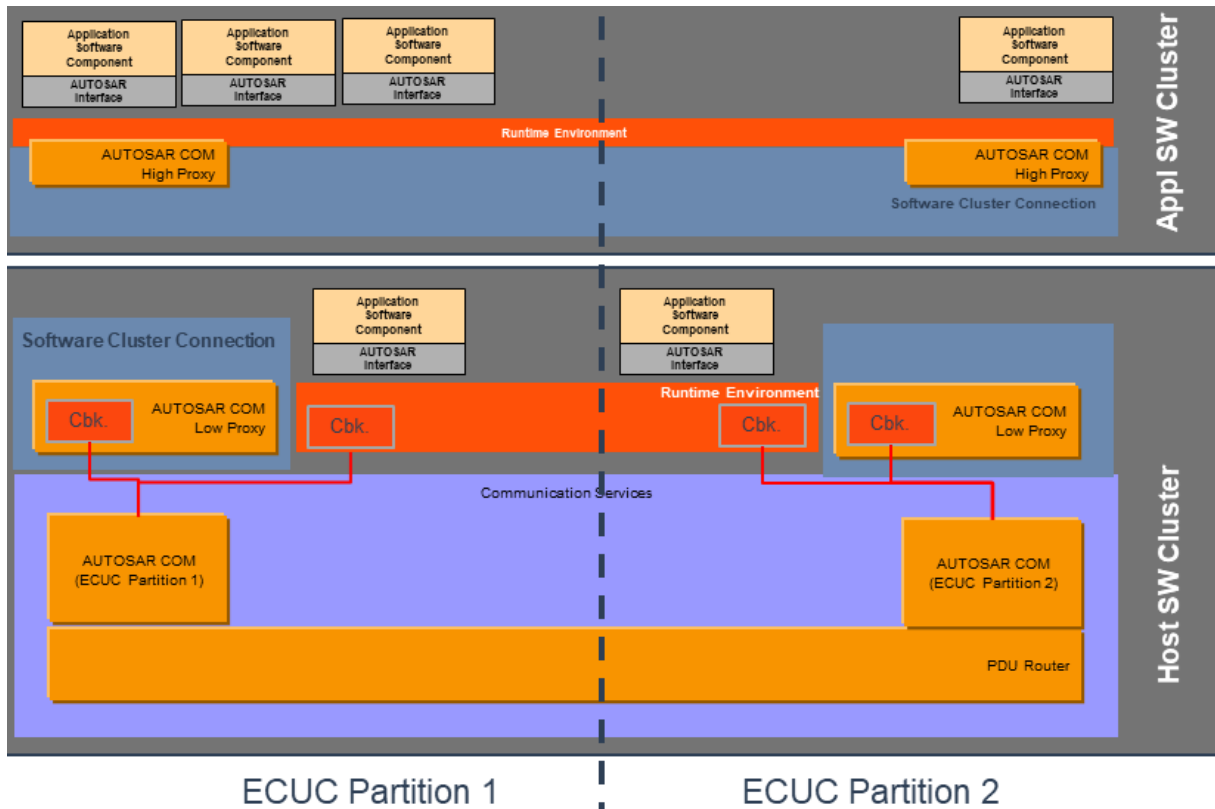 Application
Software
Component
AUTOSAR
Interface
Application
Software
Component
AUTOSAR
Interface
Application
Software
Component
AUTOSAR
Interface
Application
Software
Component
AUTOSAR
Interface
Runtime Environment
AUTOSAR COM
High Proxy
AUTOSAR COM
High Proxy
Software Cluster Connection
Appl SW Cluster
Application
Software
Component
AUTOSAR
Interface
Application
Software
Component
AUTOSAR
Interface
Software Cluster Connection
Runtime Environment
Cbk.
AUTOSAR COM
Low Proxy
Cbk.
Cbk.
Cbk.
AUTOSAR COM
Low Proxy
Communication Services
AUTOSAR COM
(ECUC Partition 1)
AUTOSAR COM
(ECUC Partition 2)
PDU Router
Host SW Cluster
ECUC Partition 1
ECUC Partition 2